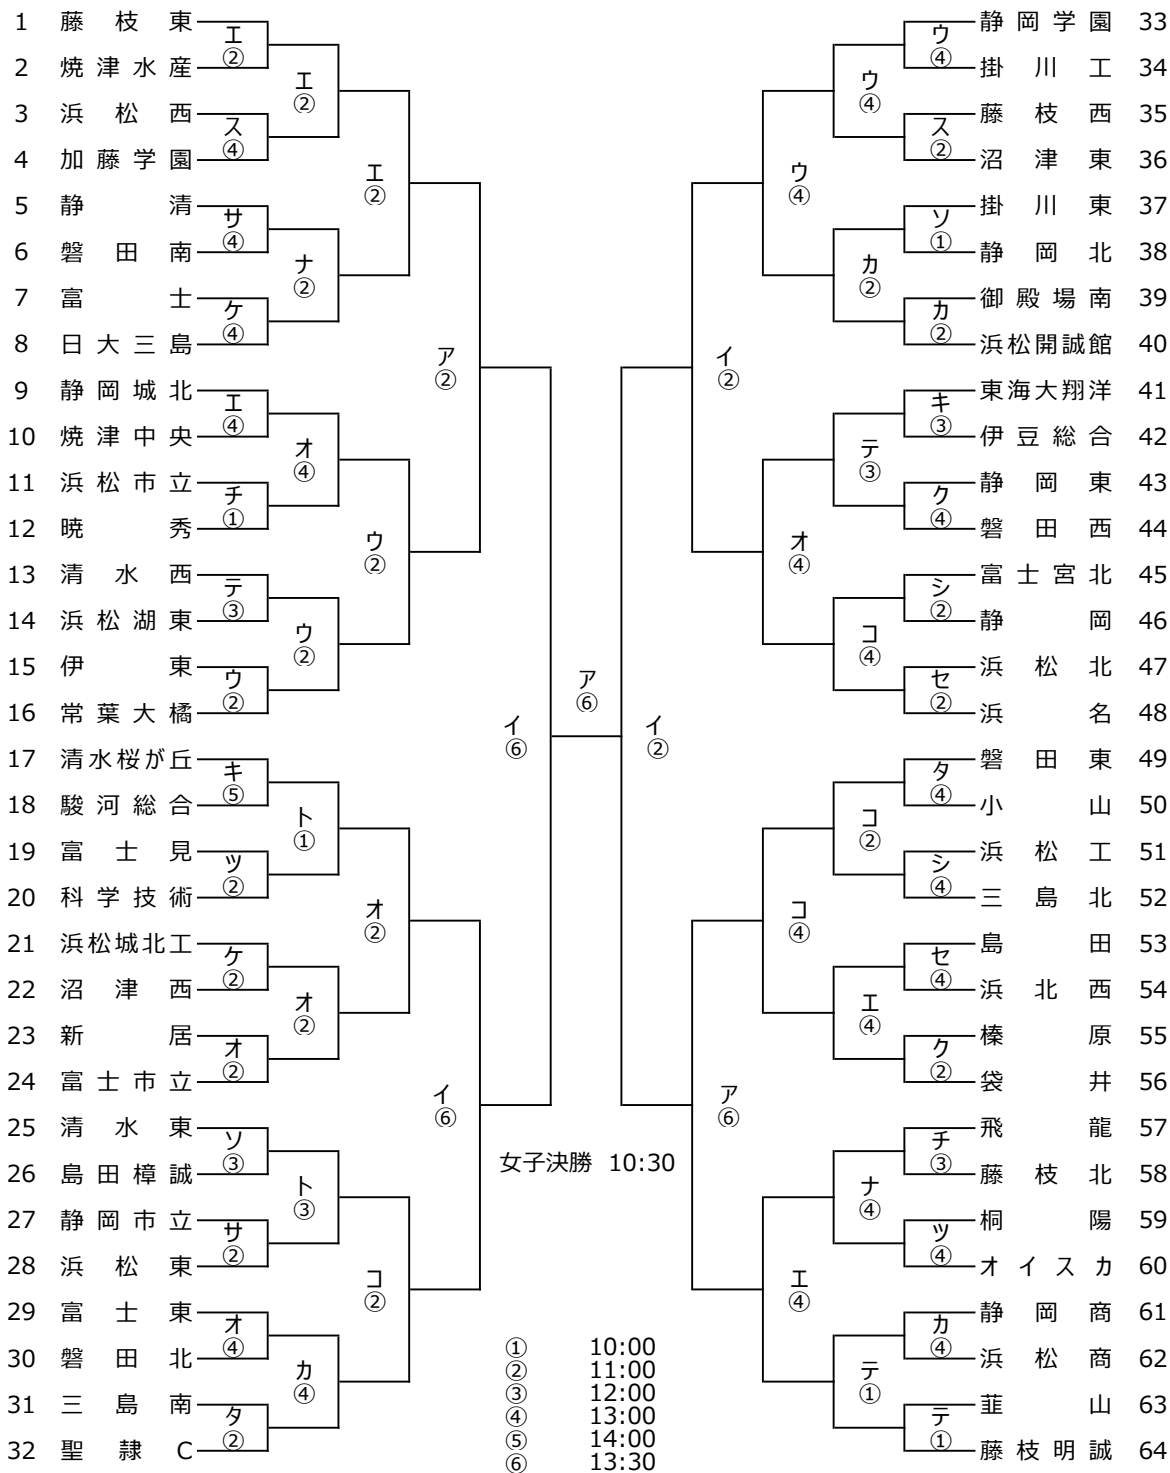 1 藤枝東
2 焼津水産
3 浜松西
4 加藤学園
5 静清
6 磐田南
7 富士
8 日大三島
9 静岡城北
10 焼津中央
11 浜松市立
12 暁秀
13 清水西
14 浜松湖東
15 伊東
16 常葉大橘
17 清水桜が丘
18 駿河総合
19 富士見
20 科学技術
21 浜松城北工
22 沼津西
23 新居
24 富士市立
25 清水東
26 島田樟誠
27 静岡市立
28 浜松東
29 富士東
30 磐田北
31 三島南
32 聖隷C
エ②
ス④
サ④
ケ④
エ④
チ①
テ③
ウ②
キ⑤
ツ②
ケ②
オ②
ソ③
サ②
オ④
タ②
エ②
ナ②
オ④
ウ②
ト①
オ②
ト③
カ④
エ②
ウ②
オ②
コ②
ア②
イ⑥
イ⑥
ア⑥
女子決勝 10:30
① 10:00
② 11:00
③ 12:00
④ 13:00
⑤ 14:00
⑥ 13:30
イ②
イ②
ア⑥
ウ④
オ④
コ④
エ④
ウ④
カ②
テ③
コ④
コ②
エ④
ナ④
テ①
ウ④
ス②
ソ①
カ②
キ③
ク④
シ②
セ②
タ④
シ④
セ④
ク②
チ③
ツ④
カ④
テ①
静岡学園 33
掛川工 34
藤枝西 35
沼津東 36
掛川東 37
静岡北 38
御殿場南 39
浜松開誠館 40
東海大翔洋 41
伊豆総合 42
静岡東 43
磐田西 44
富士宮北 45
静岡 46
浜松北 47
浜名 48
磐田東 49
小山 50
浜松工 51
三島北 52
島田 53
浜北西 54
榛原 55
袋井 56
飛龍 57
藤枝北 58
桐陽 59
オイスカ 60
静岡商 61
浜松商 62
韮山 63
藤枝明誠 64